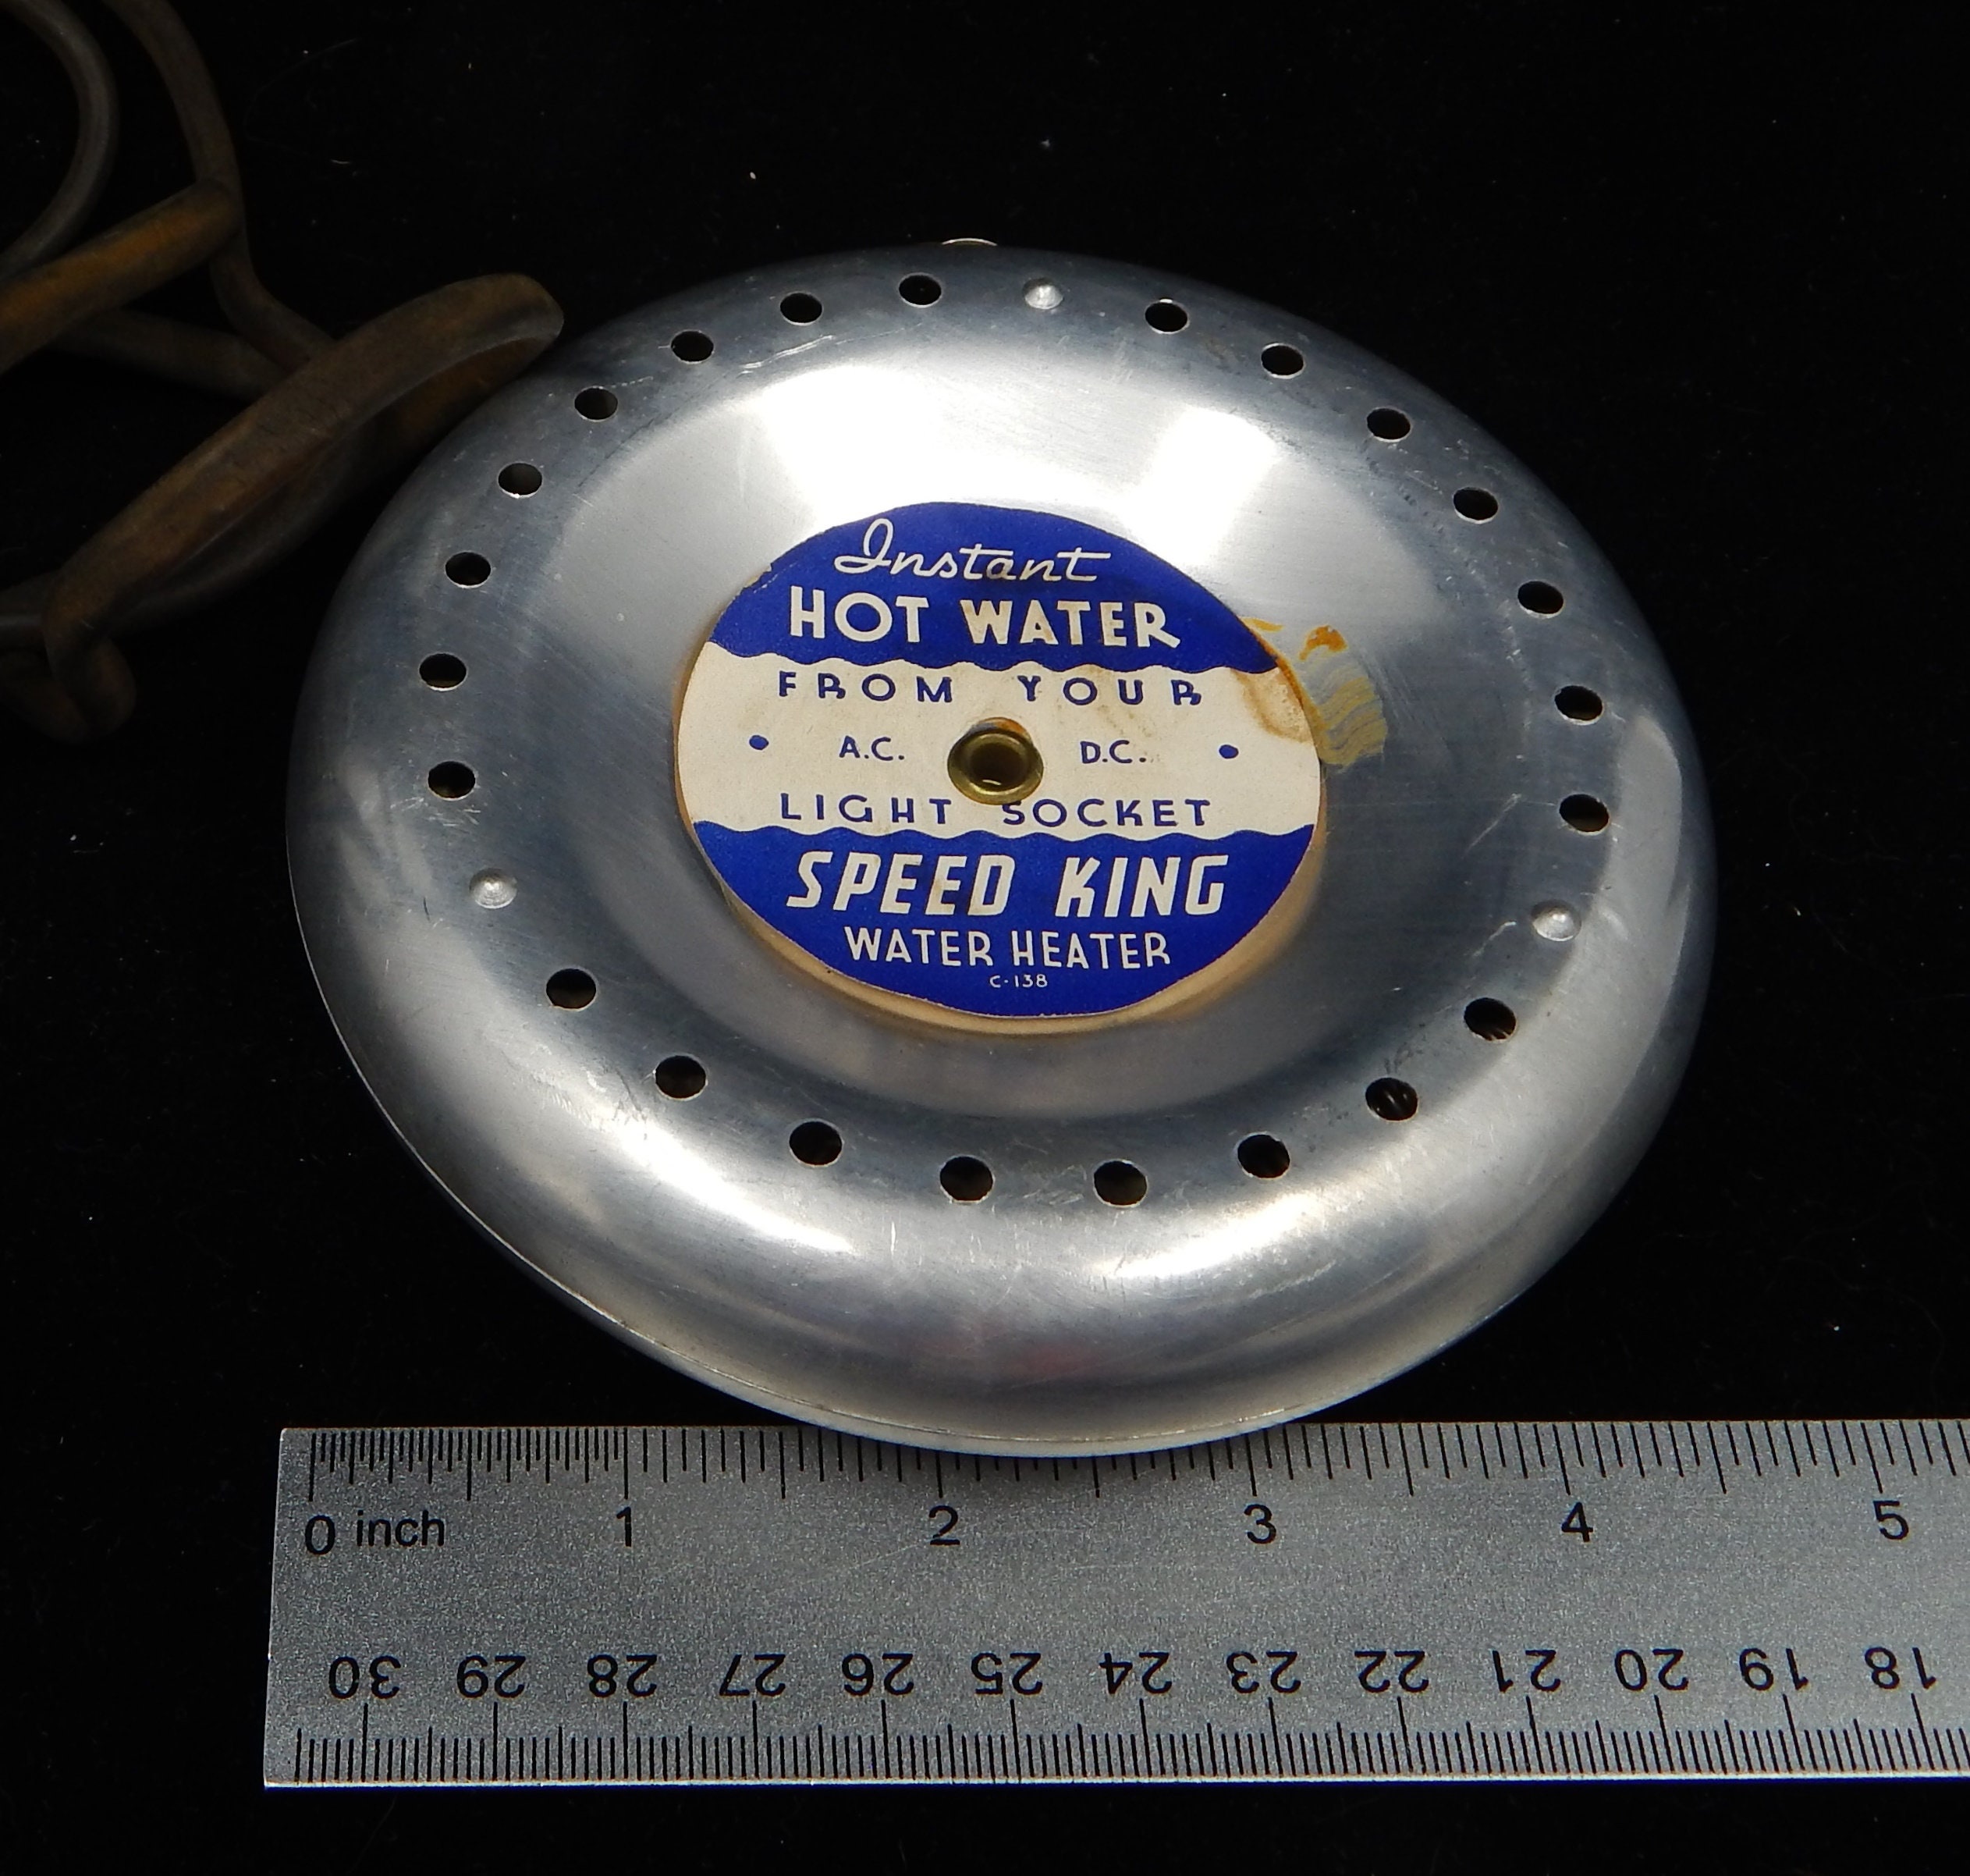 Instant
HOT WATER
FROM YOUR
• A.C. D.C. •
LIGHT SOCKET
SPEED KING
WATER HEATER
C-138
0 inch 1 2 3 4 5
30 29 28 27 26 25 24 23 22 21 20 19 18